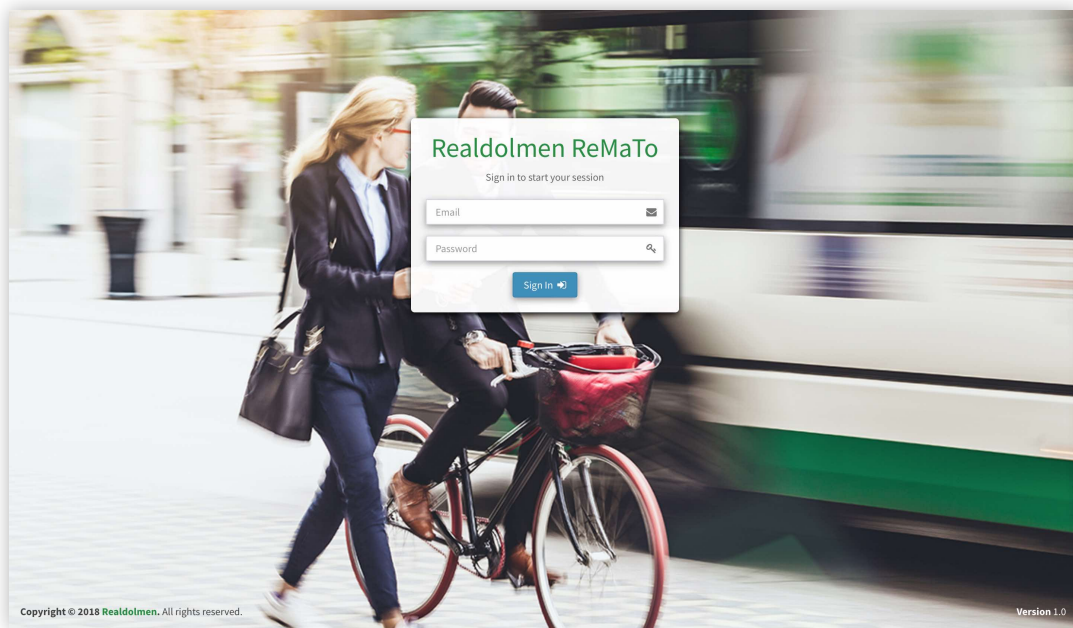 Realdolmen ReMaTo
Sign in to start your session
Email
Password
Sign In
Copyright © 2018 Realdolmen. All rights reserved.
Version 1.0